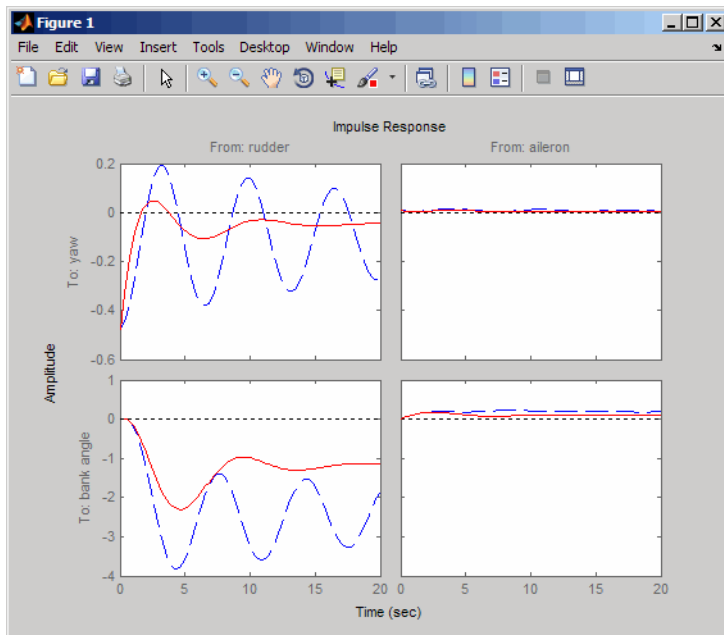 Figure 1
File Edit View Insert Tools Desktop Window Help
Impulse Response
From: rudder From: aileron
0.2
0
-0.2
-0.4
-0.6
To: yaw
Amplitude
1
0
-1
-2
-3
-4
To: bank angle
0 5 10 15 20 0 5 10 15 20
Time (sec)